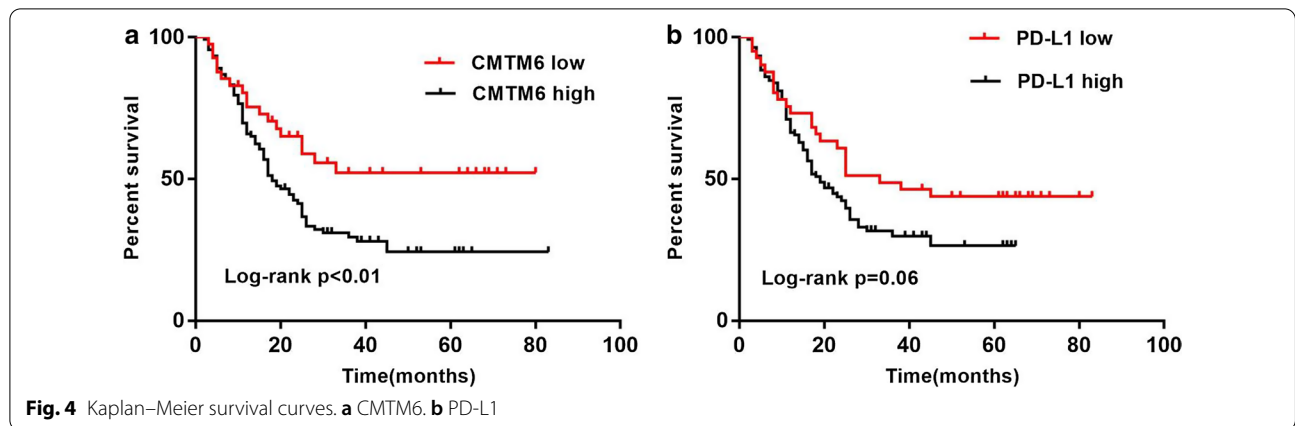 a
100
50
0
Percent survival
CMTM6 low
CMTM6 high
Log-rank p<0.01
0 20 40 60 80 100
Time(months)
b
100
50
0
Percent survival
PD-L1 low
PD-L1 high
Log-rank p=0.06
0 20 40 60 80 100
Time(months)
Fig. 4 Kaplan–Meier survival curves. a CMTM6. b PD-L1